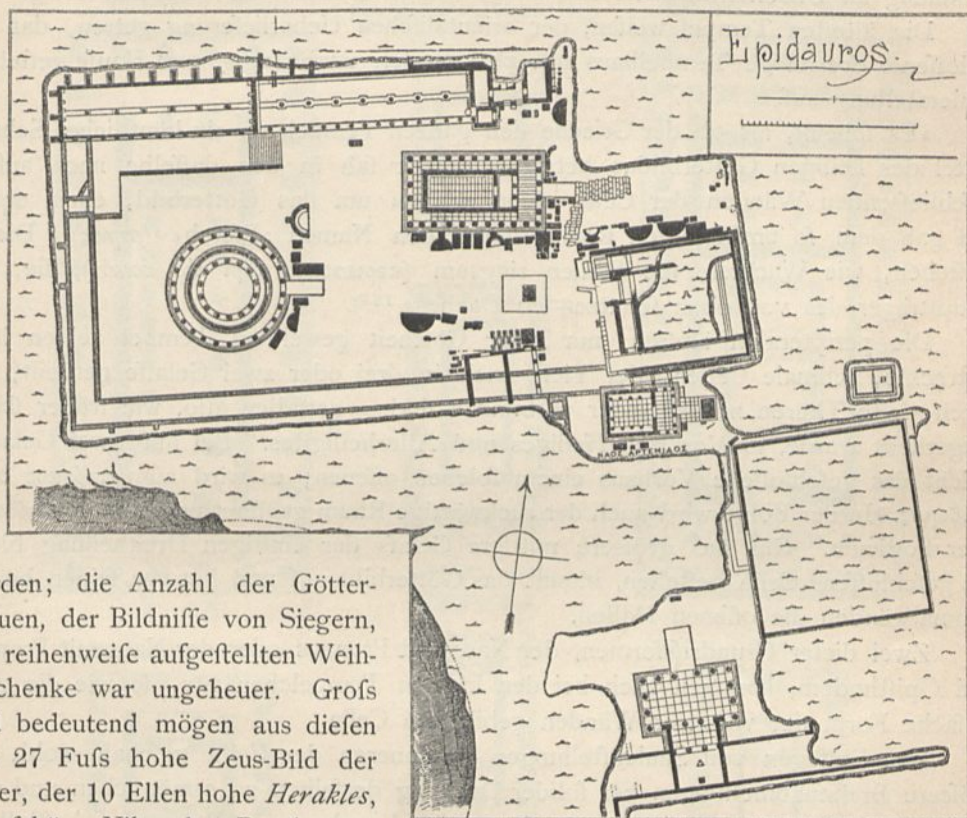 Epidauros
ΝΑΟΣ ΑΡΤΕΜΙΔΟΣ
den; die Anzahl der Götter-
uen, der Bildniſſe von Siegern,
reihenweiſe aufgeſtellten Weih-
chenke war ungeheuer. Groſs
bedeutend mögen aus dieſen
27 Fuſs hohe Zeus-Bild der
er, der 10 Ellen hohe Herakles,